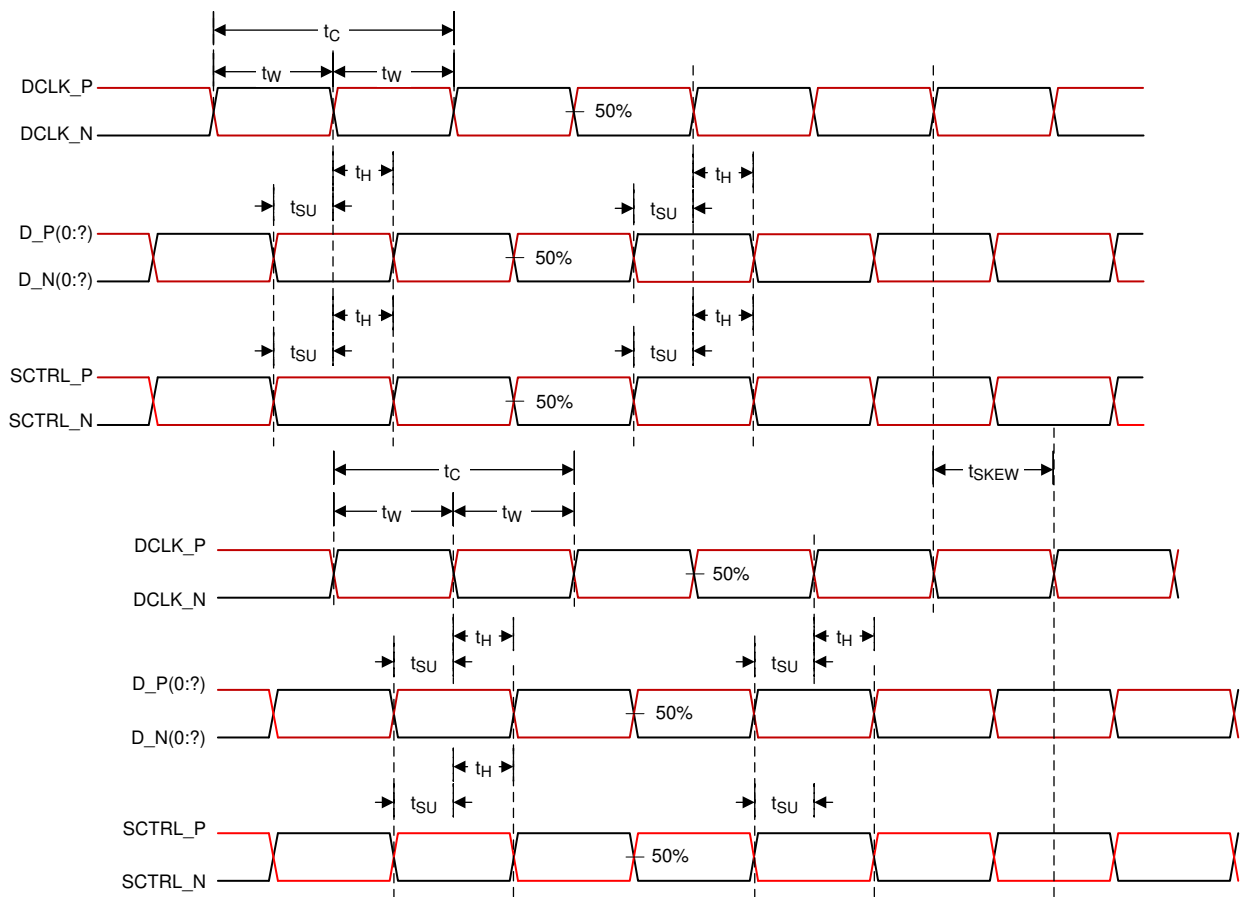 tC
tW tW
DCLK_P
50%
DCLK_N
tH tH
tSU tSU
D_P(0:?)
50%
D_N(0:?)
tH tH
tSU tSU
SCTRL_P
50%
SCTRL_N
tC tSKEW
tW tW
DCLK_P
50%
DCLK_N
tH tH
tSU tSU
D_P(0:?)
50%
D_N(0:?)
tH
tSU tSU
SCTRL_P
50%
SCTRL_N